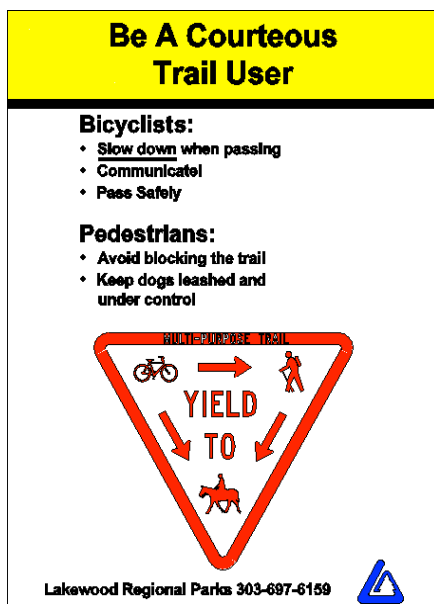 Be A Courteous
Trail User
Bicyclists:
• Slow down when passing
• Communicate!
• Pass Safely
Pedestrians:
• Avoid blocking the trail
• Keep dogs leashed and
under control
MULTI-PURPOSE TRAIL
YIELD
TO
Lakewood Regional Parks 303-697-6159